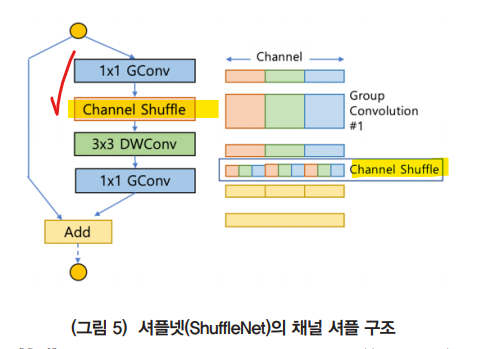 1x1 GConv
Channel Shuffle
3x3 DWConv
1x1 GConv
Add
Channel
Group
Convolution
#1
Channel Shuffle
(그림 5) 셔플넷(ShuffleNet)의 채널 셔플 구조